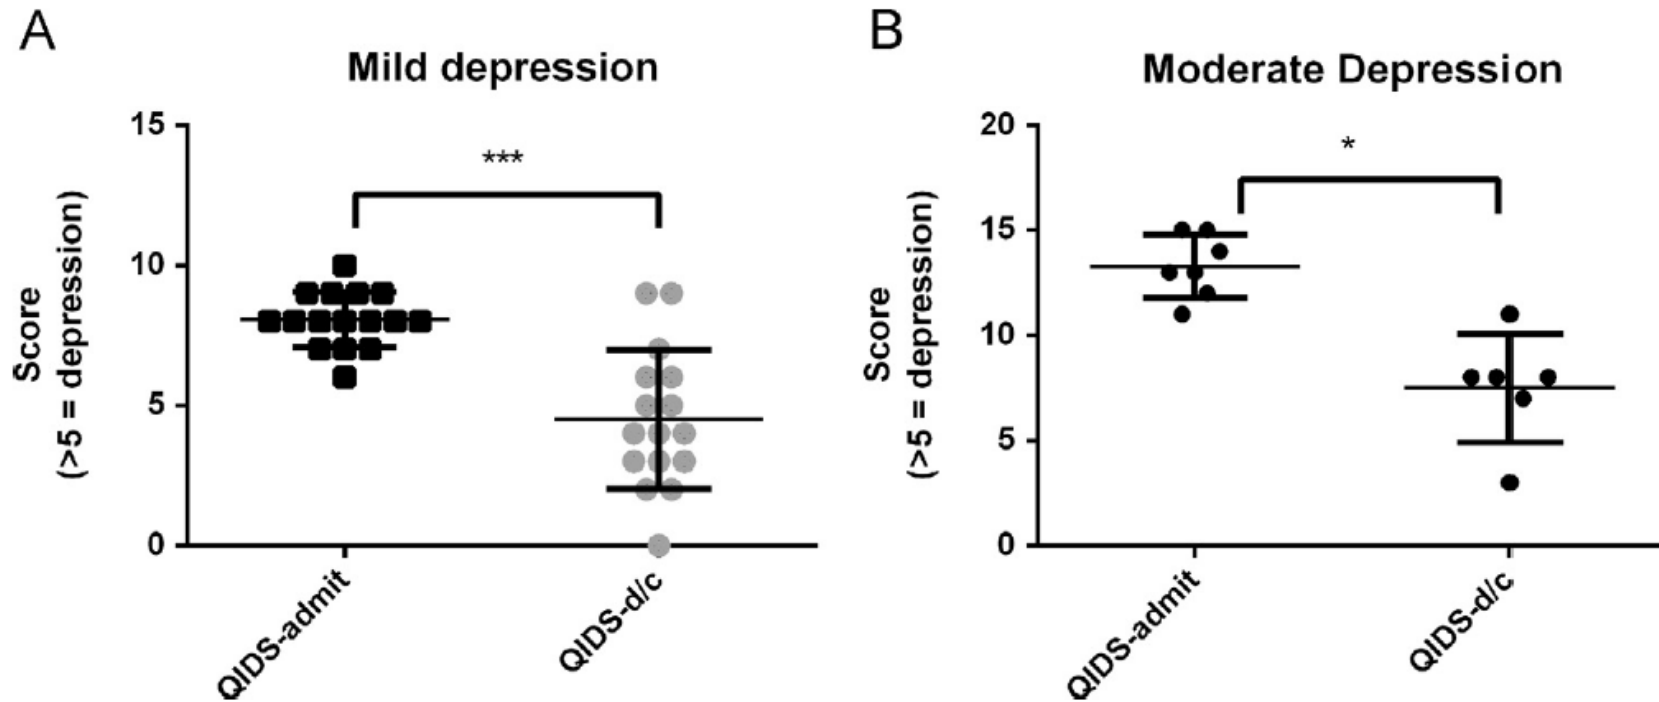 A
Mild depression
15
10
5
0
Score
(>5 = depression)
***
QIDS-admit
QIDS-d/c
B
Moderate Depression
20
15
10
5
0
Score
(>5 = depression)
*
QIDS-admit
QIDS-d/c